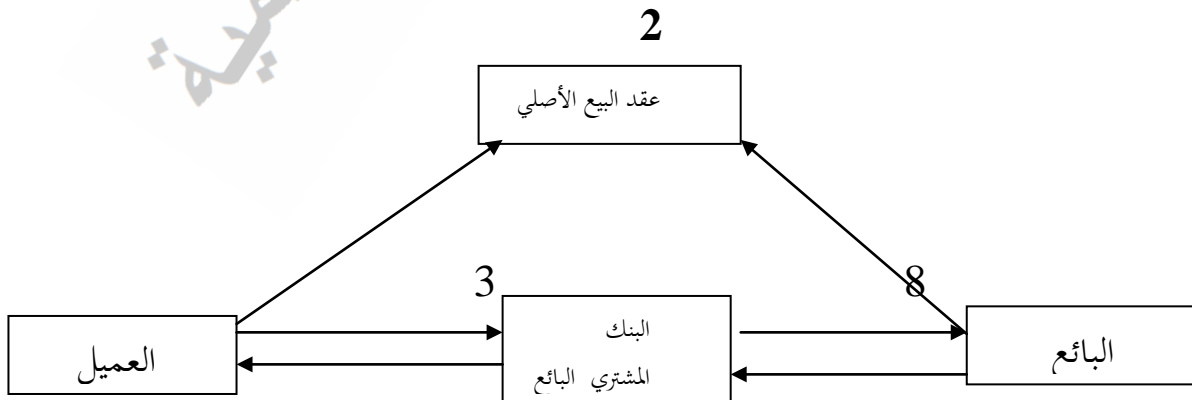 2
عقد البيع الأصلي
3
8
البائع
البنك
المشتري البائع
العميل